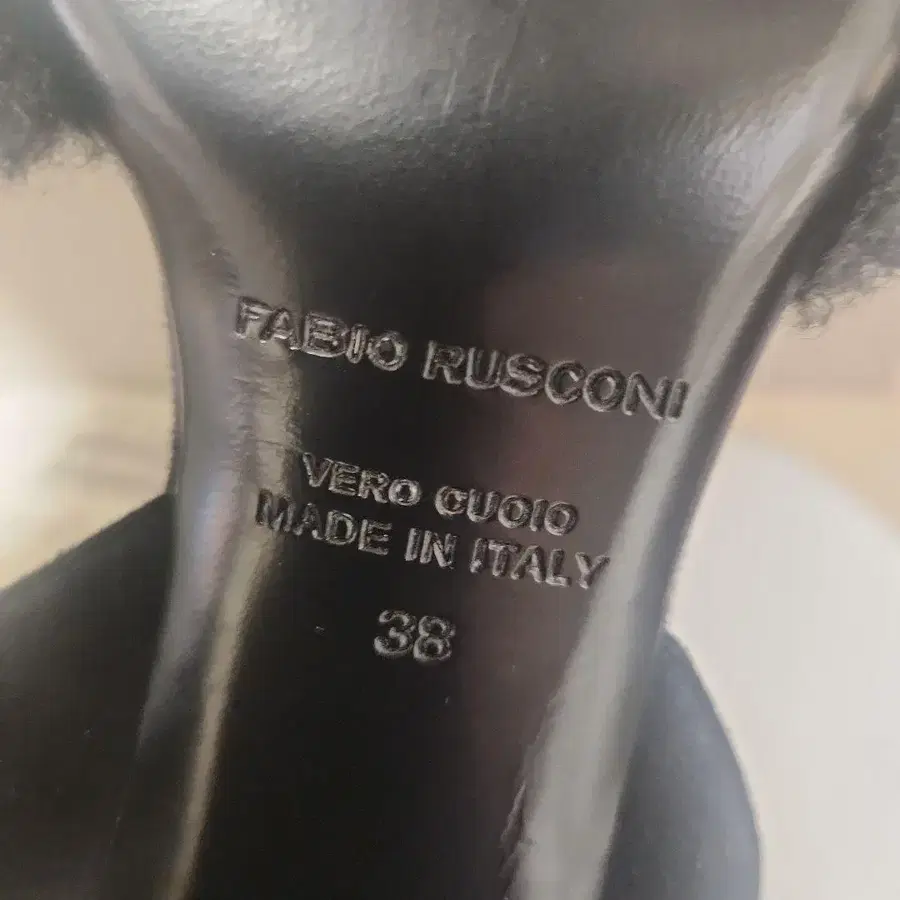 FABIO RUSCONI
VERO CUOIO
MADE IN ITALY
38